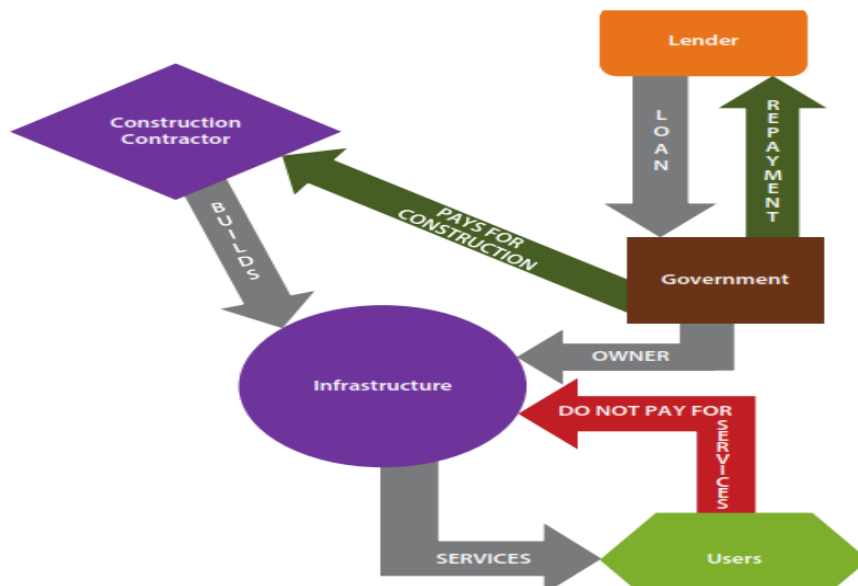 Lender
Construction
Contractor
LOAN
REPAYMENT
BUILDS
PAYS FOR
CONSTRUCTION
Government
OWNER
Infrastructure
DO NOT PAY FOR
SERVICES
SERVICES
Users